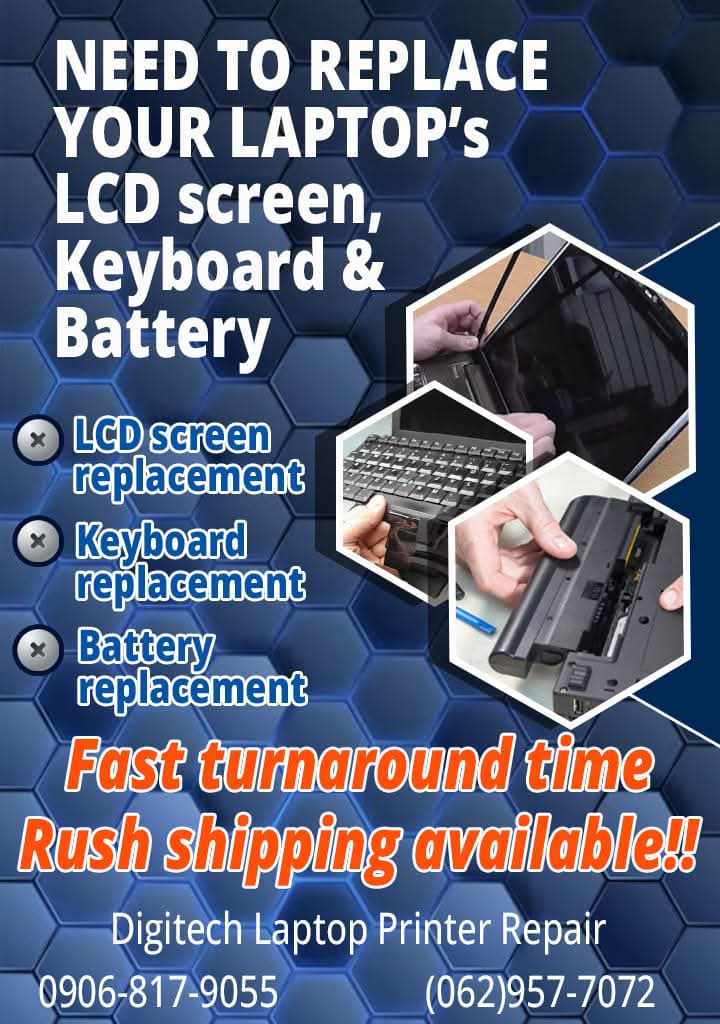 NEED TO REPLACE
YOUR LAPTOP's
LCD screen,
Keyboard &
Battery
LCD screen
replacement
Keyboard
replacement
Battery
replacement
Fast turnaround time
Rush shipping available!!
Digitech Laptop Printer Repair
0906-817-9055 (062)957-7072